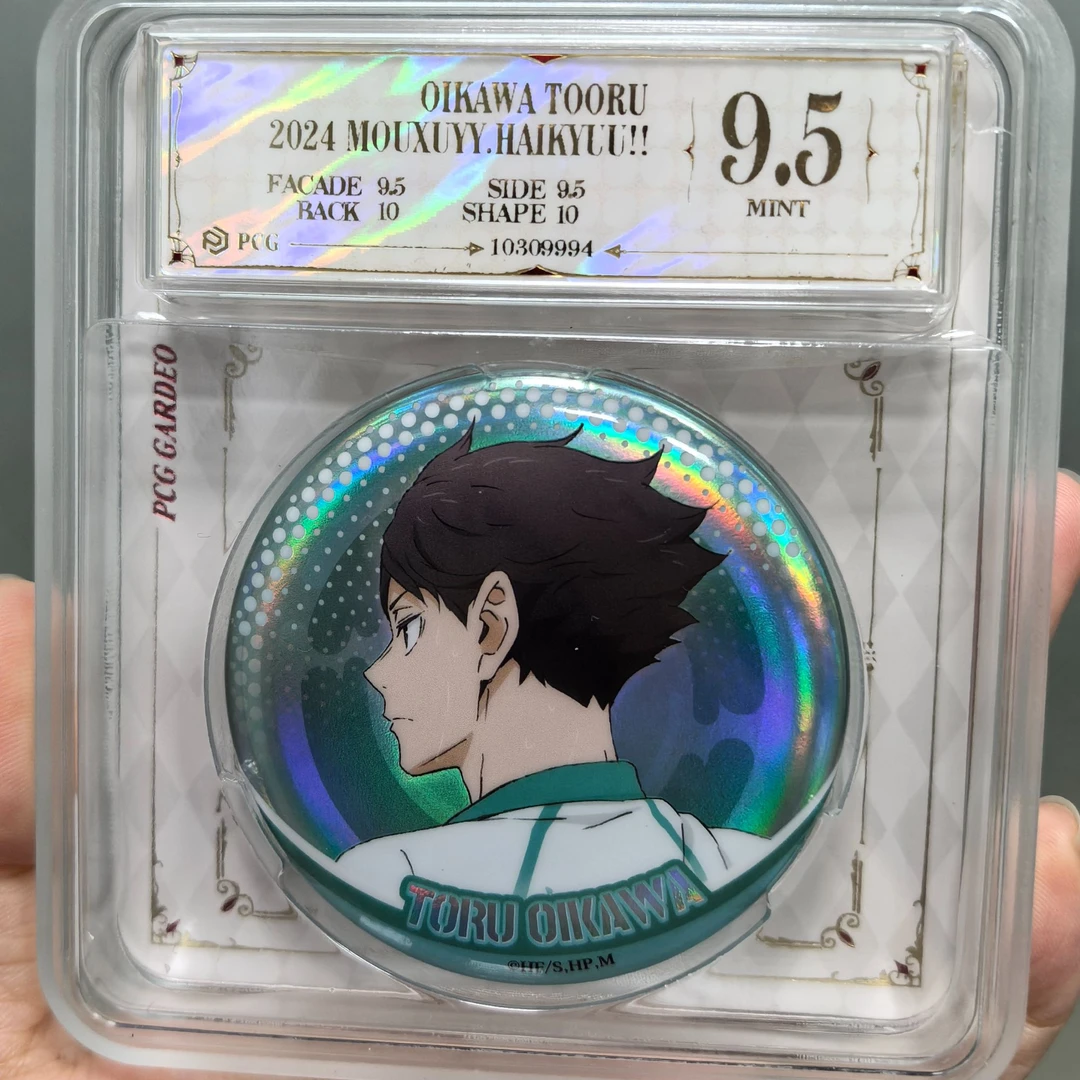 OIKAWA TOORU
2024 MOUXUYY.HAIKYUU!!
9.5
MINT
FACADE 9.5 SIDE 9.5
BACK 10 SHAPE 10
PCG 10309994
PCG GARDEO
TORU OIKAWA
©HF/S,HP,M